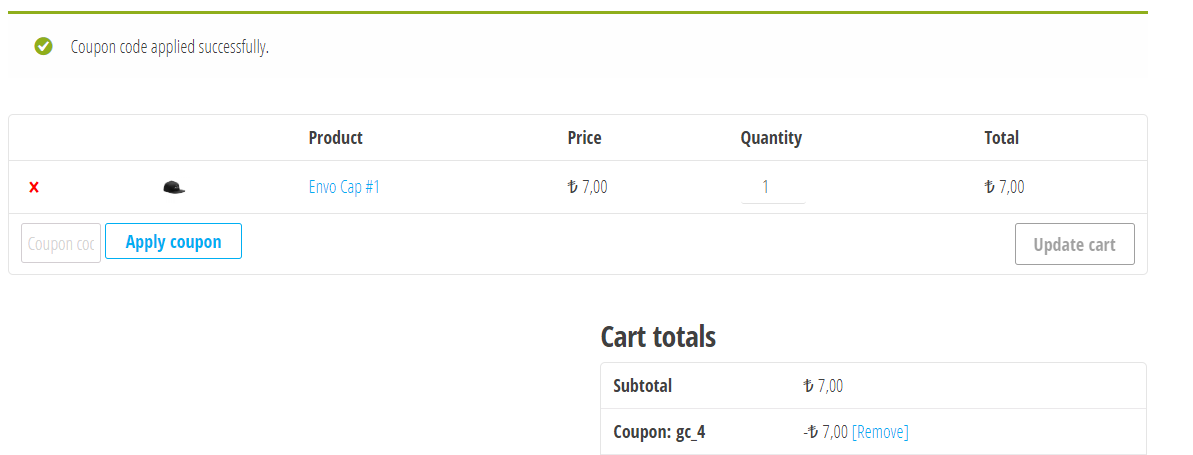 Coupon code applied successfully.
Product Price Quantity Total
Envo Cap #1 ₺ 7,00 1 ₺ 7,00
Coupon coc Apply coupon Update cart
Cart totals
Subtotal ₺ 7,00
Coupon: gc_4 -₺ 7,00 [Remove]